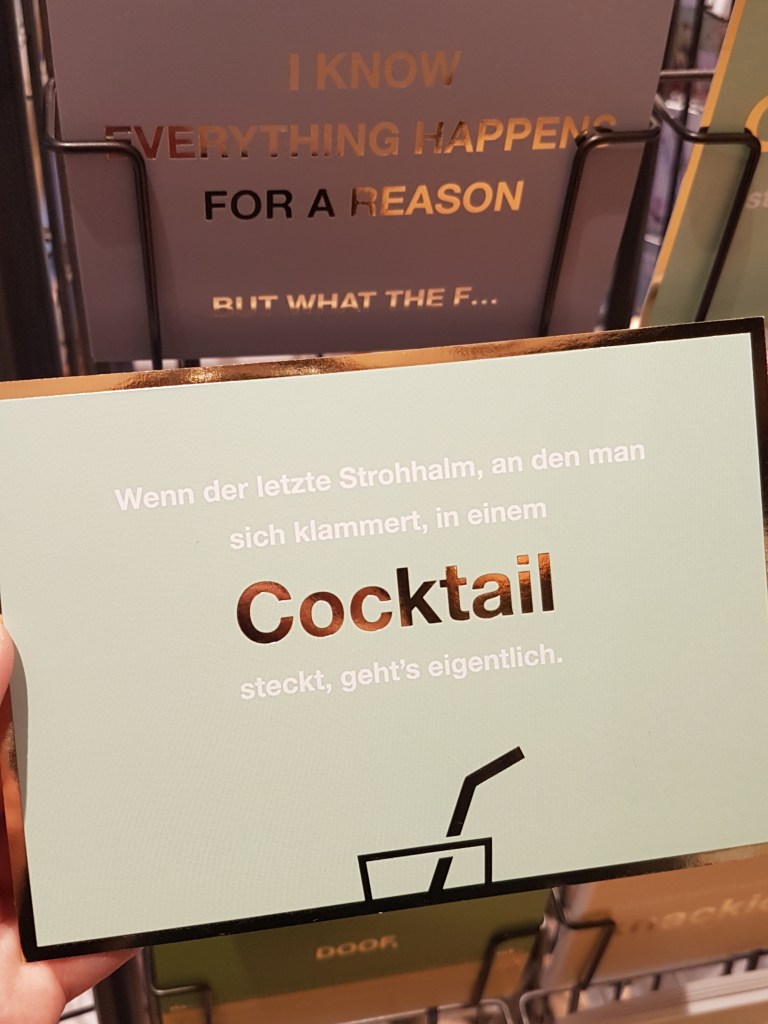 I KNOW
EVERYTHING HAPPENS
FOR A REASON
BUT WHAT THE F...
Wenn der letzte Strohhalm, an den man
sich klammert, in einem
Cocktail
steckt, geht's eigentlich.
DOOF.